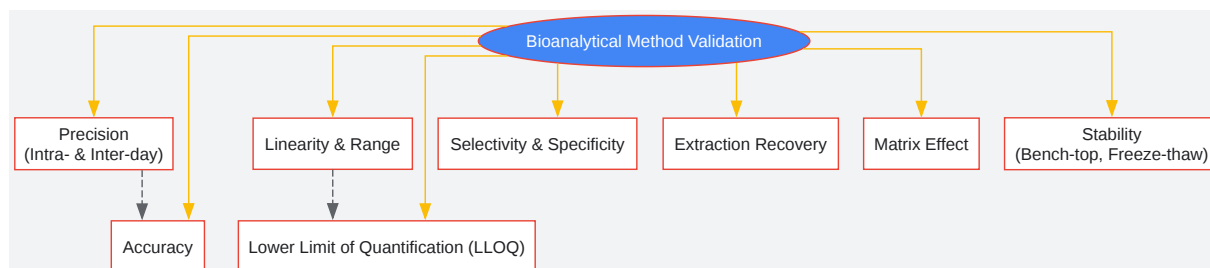 Bioanalytical Method Validation
Precision
(Intra- & Inter-day)
Linearity & Range
Selectivity & Specificity
Extraction Recovery
Matrix Effect
Stability
(Bench-top, Freeze-thaw)
Accuracy
Lower Limit of Quantification (LLOQ)